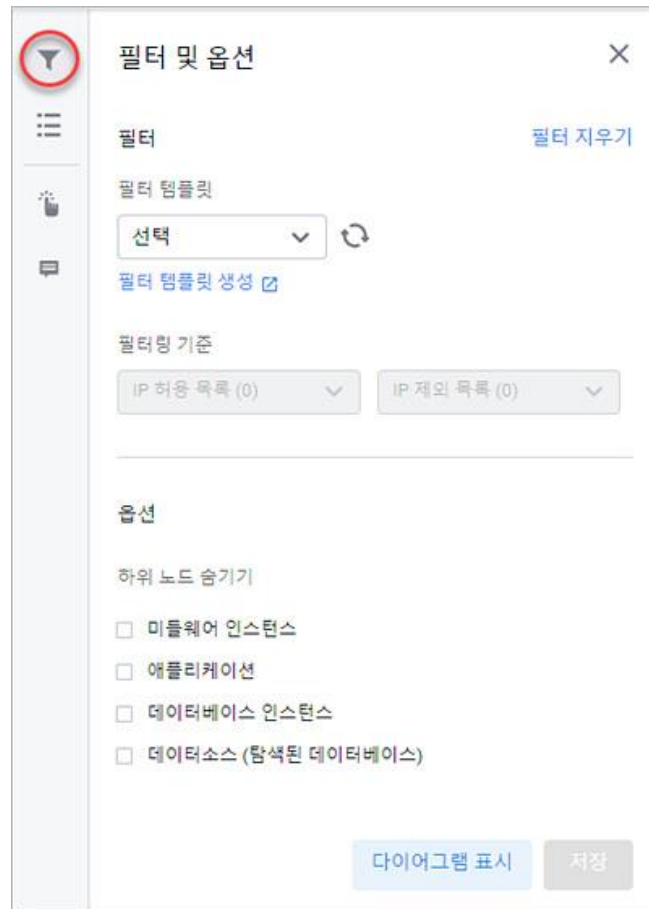 필터 및 옵션
필터 필터 지우기
필터 템플릿
선택
필터 템플릿 생성
필터링 기준
IP 허용 목록 (0) IP 제외 목록 (0)
옵션
하위 노드 숨기기
미들웨어 인스턴스
애플리케이션
데이터베이스 인스턴스
데이터소스 (탐색된 데이터베이스)
다이어그램 표시 저장